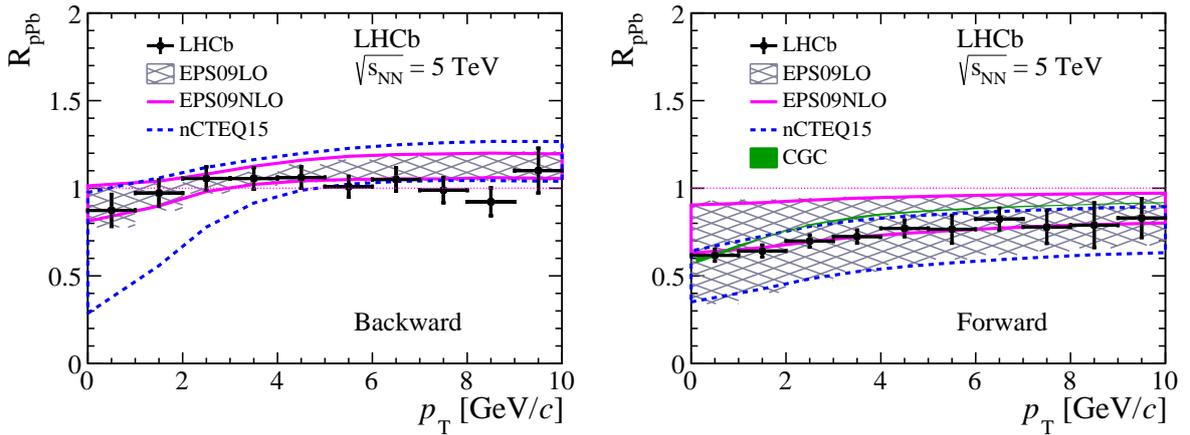 R_pPb
2
1.5
1
0.5
0
LHCb
EPS09LO
EPS09NLO
nCTEQ15
LHCb
√s_NN = 5 TeV
Backward
0 2 4 6 8 10
p_T [GeV/c]
R_pPb
2
1.5
1
0.5
0
LHCb
EPS09LO
EPS09NLO
nCTEQ15
CGC
LHCb
√s_NN = 5 TeV
Forward
0 2 4 6 8 10
p_T [GeV/c]